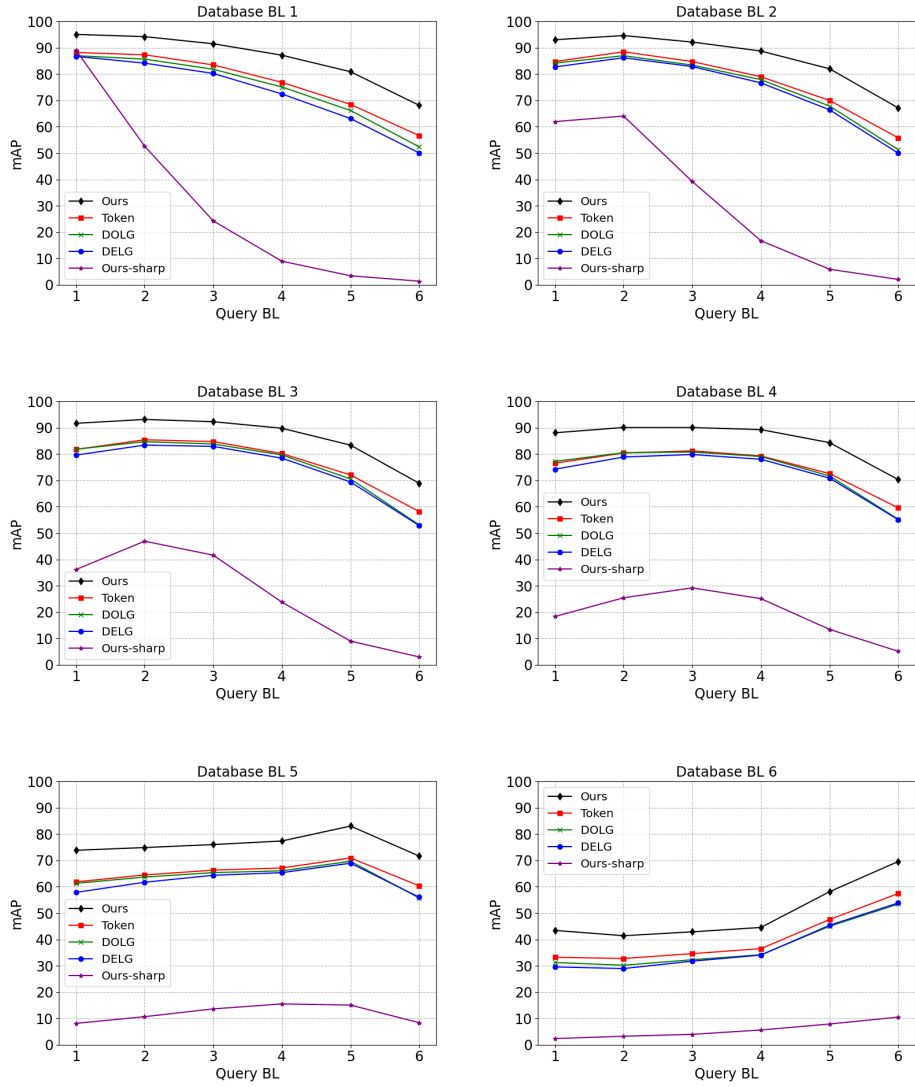 Database BL 1
100
90
80
70
60
50
40
30
20
10
0
mAP
Ours
Token
DOLG
DELG
Ours-sharp
1 2 3 4 5 6
Query BL
Database BL 2
100
90
80
70
60
50
40
30
20
10
0
mAP
Ours
Token
DOLG
DELG
Ours-sharp
1 2 3 4 5 6
Query BL
Database BL 3
100
90
80
70
60
50
40
30
20
10
0
mAP
Ours
Token
DOLG
DELG
Ours-sharp
1 2 3 4 5 6
Query BL
Database BL 4
100
90
80
70
60
50
40
30
20
10
0
mAP
Ours
Token
DOLG
DELG
Ours-sharp
1 2 3 4 5 6
Query BL
Database BL 5
100
90
80
70
60
50
40
30
20
10
0
mAP
Ours
Token
DOLG
DELG
Ours-sharp
1 2 3 4 5 6
Query BL
Database BL 6
100
90
80
70
60
50
40
30
20
10
0
mAP
Ours
Token
DOLG
DELG
Ours-sharp
1 2 3 4 5 6
Query BL